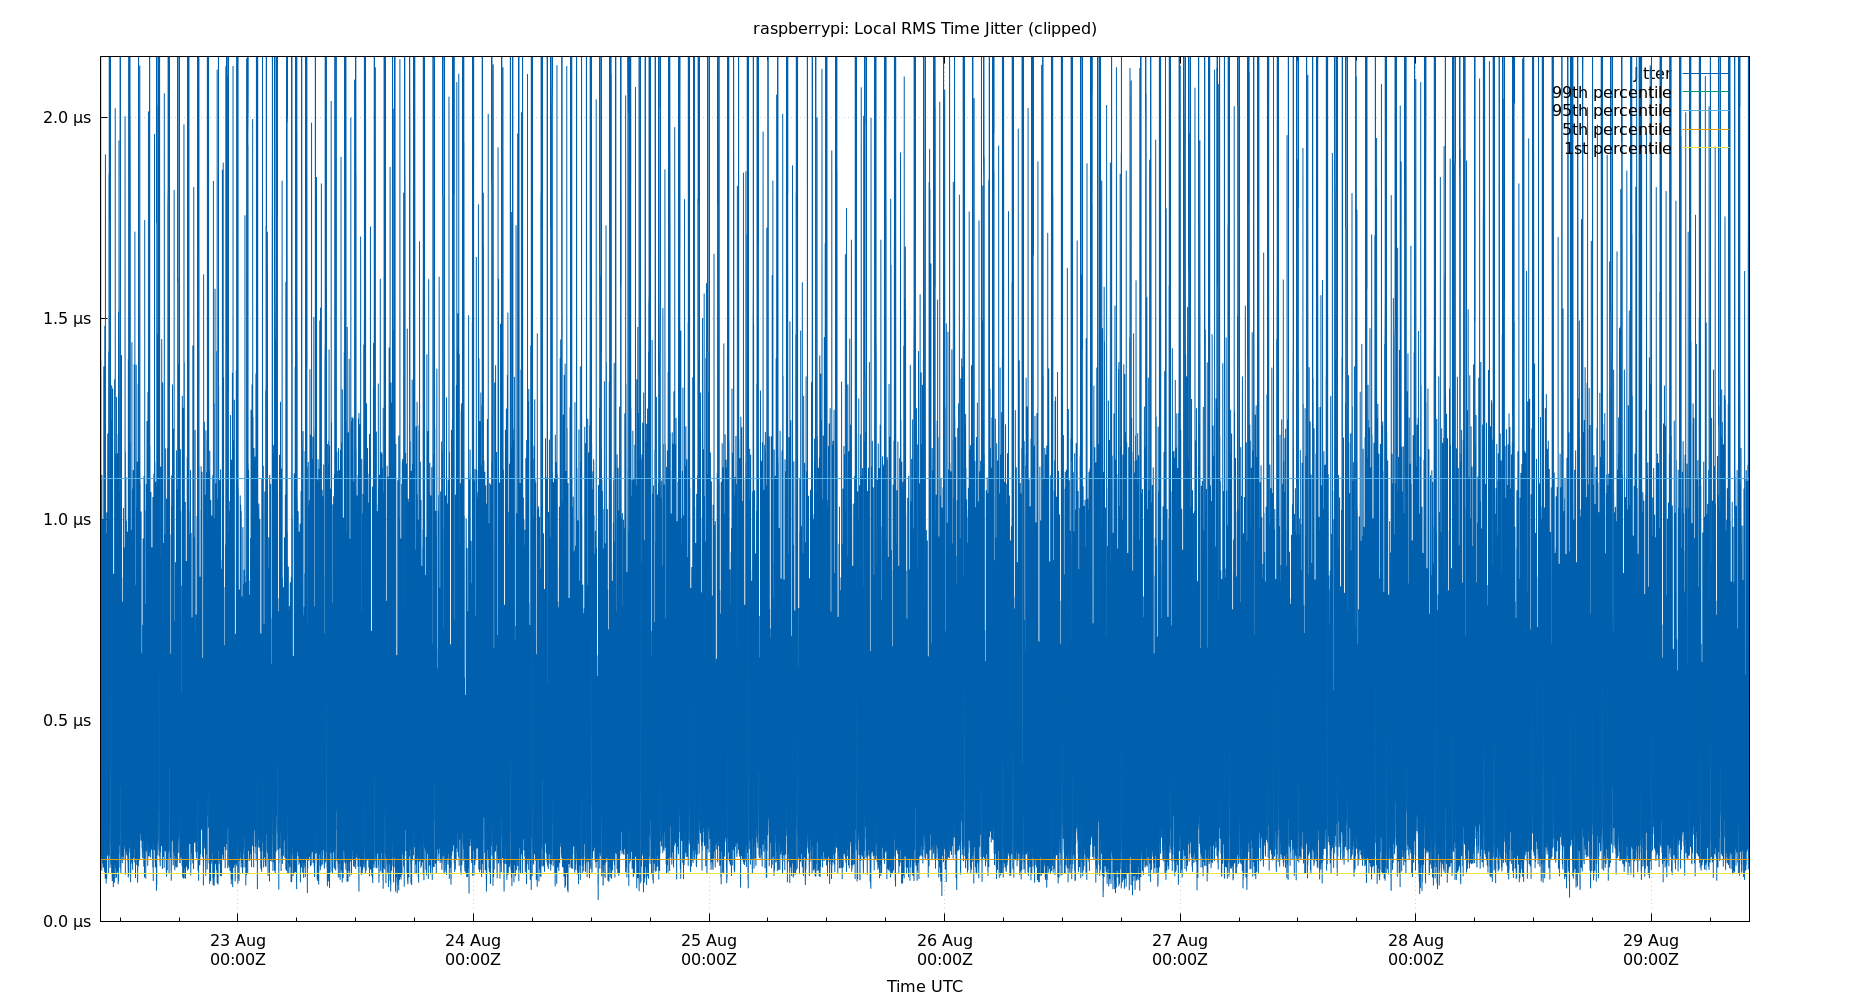 raspberrypi: Local RMS Time Jitter (clipped)
Jitter
99th percentile
95th percentile
5th percentile
1st percentile
2.0 µs
1.5 µs
1.0 µs
0.5 µs
0.0 µs
23 Aug 24 Aug 25 Aug 26 Aug 27 Aug 28 Aug 29 Aug
00:00Z 00:00Z 00:00Z 00:00Z 00:00Z 00:00Z 00:00Z
Time UTC